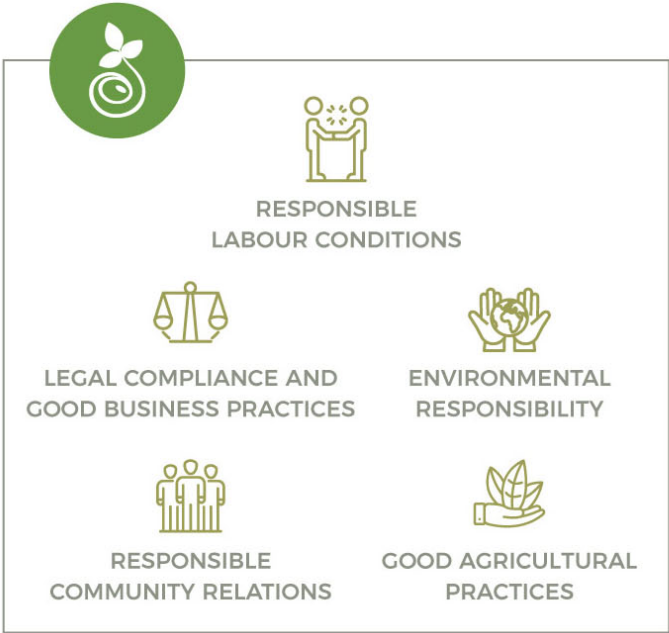 RESPONSIBLE
LABOUR CONDITIONS
LEGAL COMPLIANCE AND
GOOD BUSINESS PRACTICES
ENVIRONMENTAL
RESPONSIBILITY
RESPONSIBLE
COMMUNITY RELATIONS
GOOD AGRICULTURAL
PRACTICES